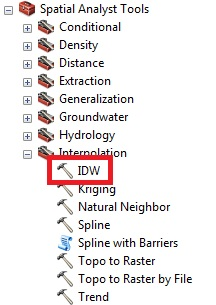 Spatial Analyst Tools
Conditional
Density
Distance
Extraction
Generalization
Groundwater
Hydrology
Interpolation
IDW
Kriging
Natural Neighbor
Spline
Spline with Barriers
Topo to Raster
Topo to Raster by File
Trend